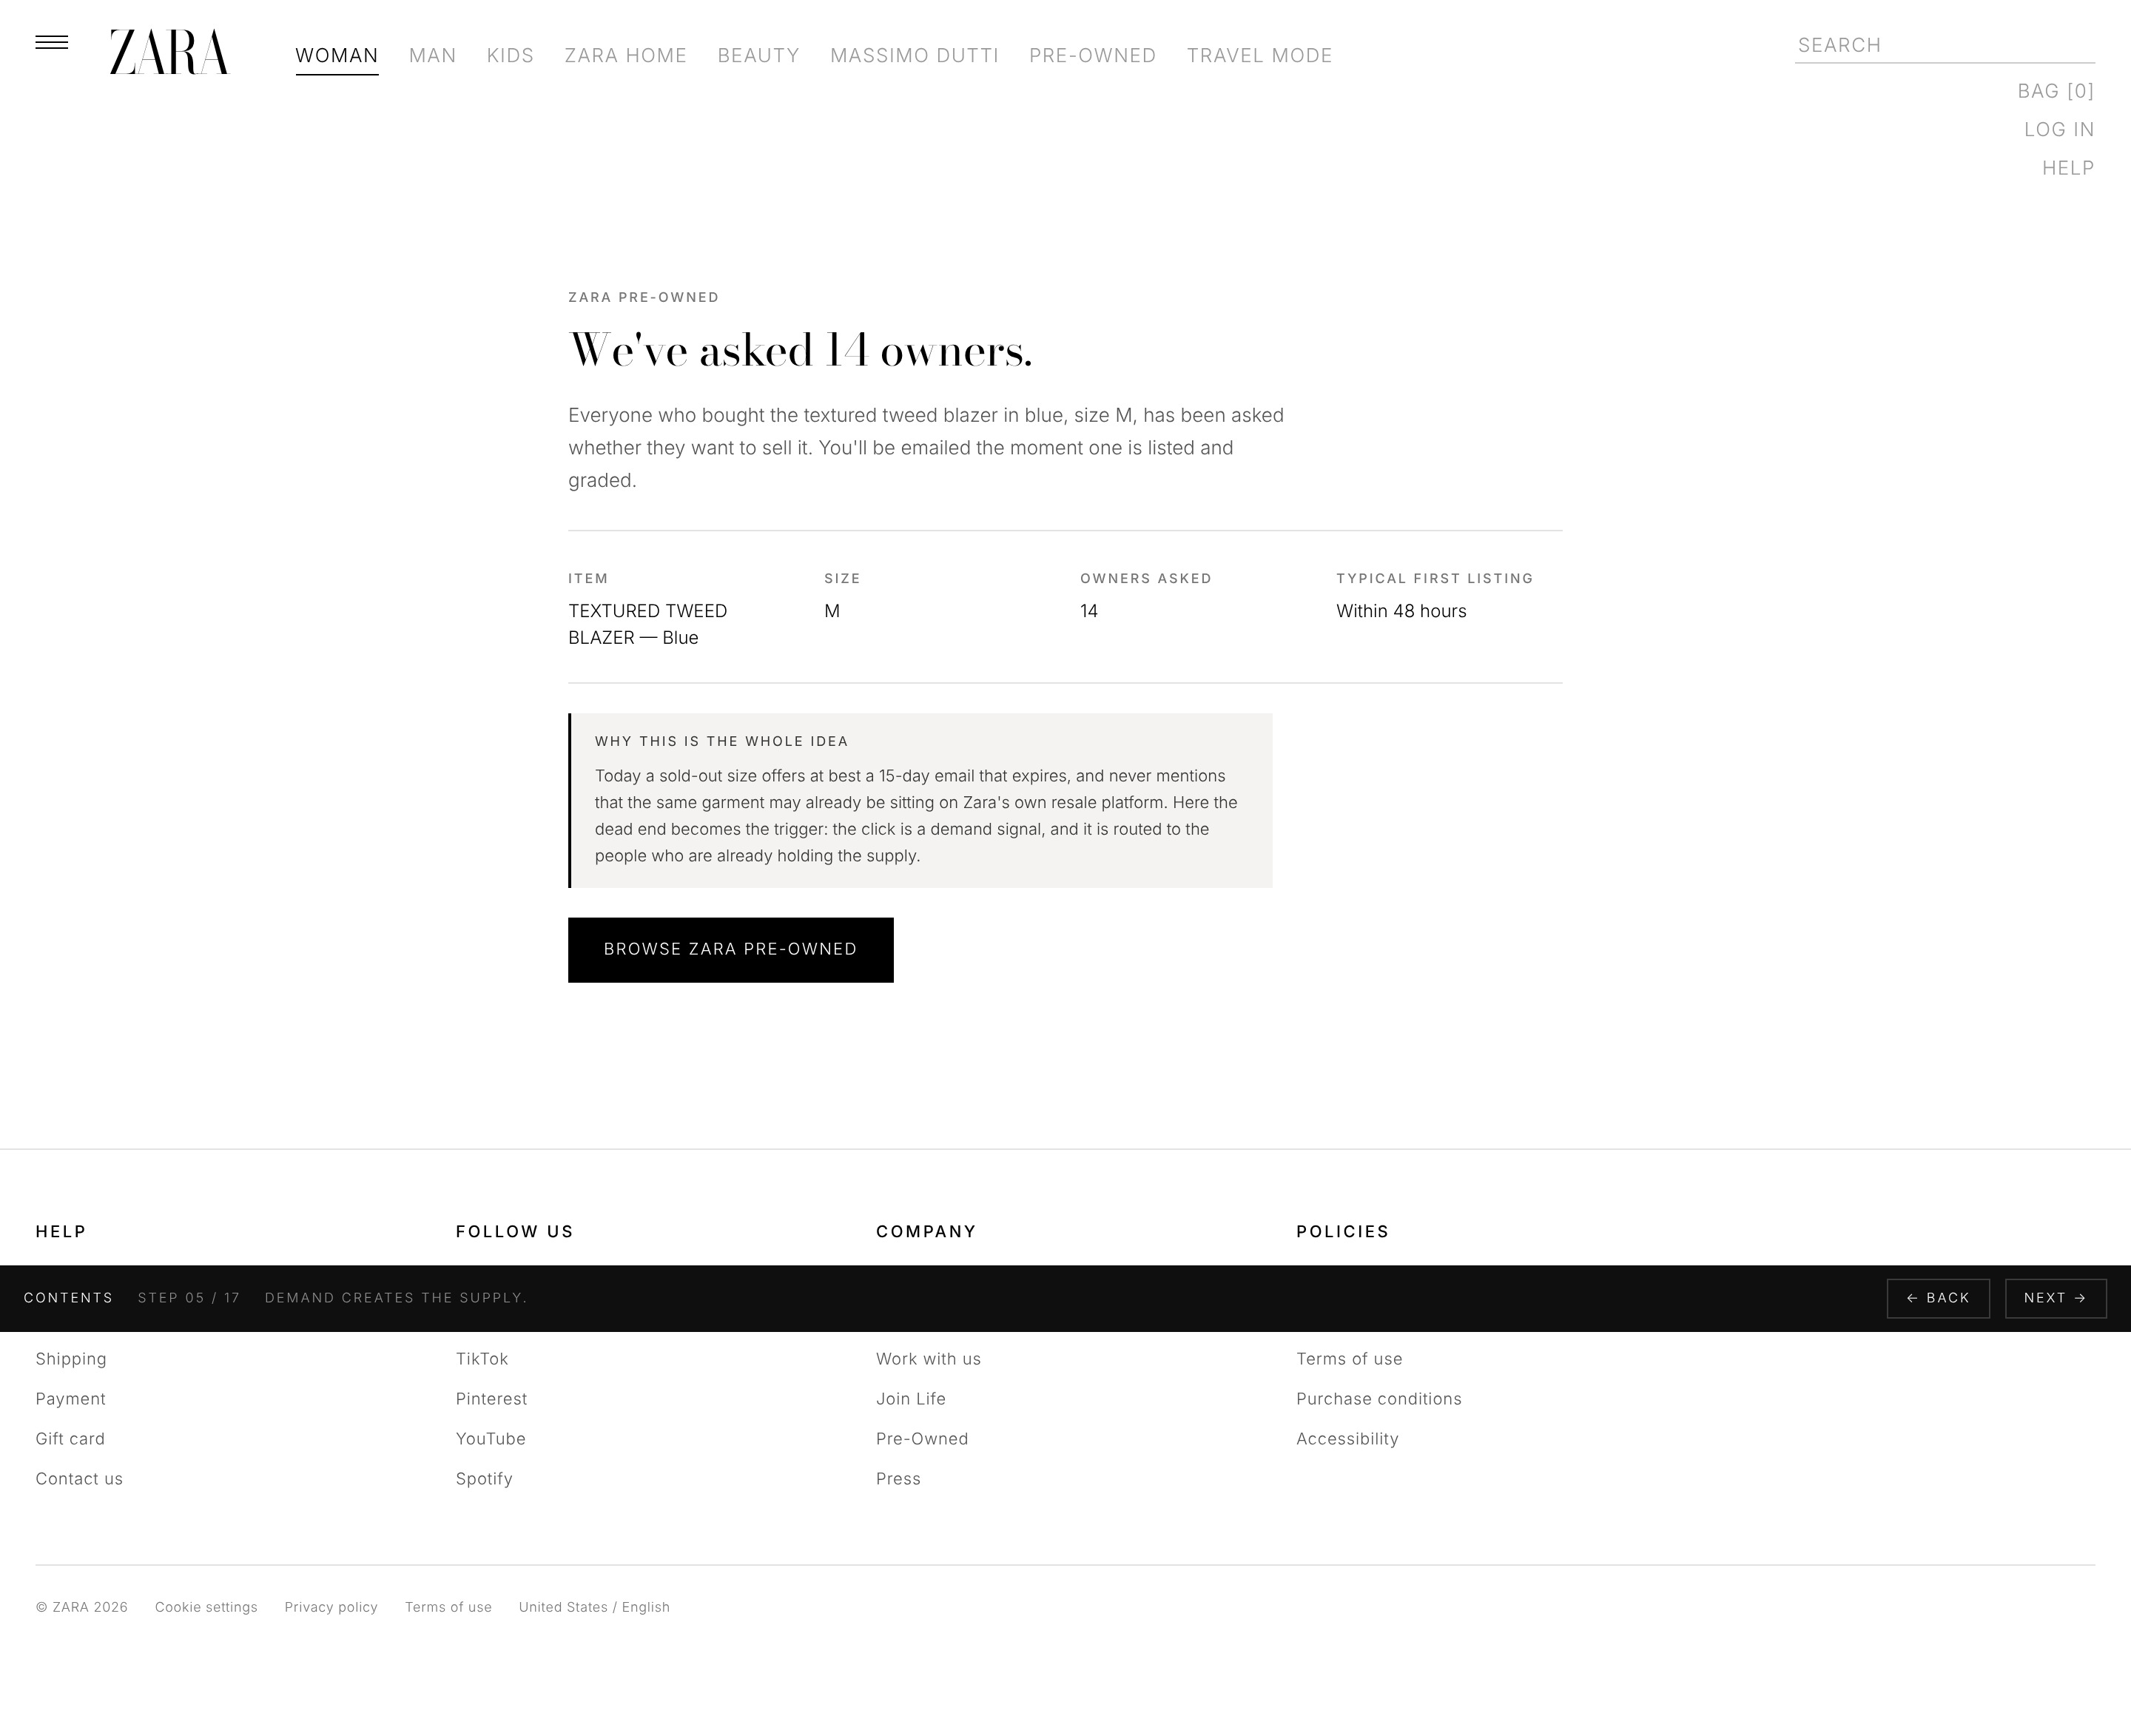 ZARA
WOMAN MAN KIDS ZARA HOME BEAUTY MASSIMO DUTTI PRE-OWNED TRAVEL MODE
SEARCH
BAG [0]
LOG IN
HELP
ZARA PRE-OWNED
We've asked 14 owners.
Everyone who bought the textured tweed blazer in blue, size M, has been asked
whether they want to sell it. You'll be emailed the moment one is listed and
graded.
ITEM SIZE OWNERS ASKED TYPICAL FIRST LISTING
TEXTURED TWEED M 14 Within 48 hours
BLAZER — Blue
WHY THIS IS THE WHOLE IDEA
Today a sold-out size offers at best a 15-day email that expires, and never mentions
that the same garment may already be sitting on Zara's own resale platform. Here the
dead end becomes the trigger: the click is a demand signal, and it is routed to the
people who are already holding the supply.
BROWSE ZARA PRE-OWNED
HELP FOLLOW US COMPANY POLICIES
CONTENTS STEP 05 / 17 DEMAND CREATES THE SUPPLY. ← BACK NEXT →
Shipping TikTok Work with us Terms of use
Payment Pinterest Join Life Purchase conditions
Gift card YouTube Pre-Owned Accessibility
Contact us Spotify Press
© ZARA 2026 Cookie settings Privacy policy Terms of use United States / English